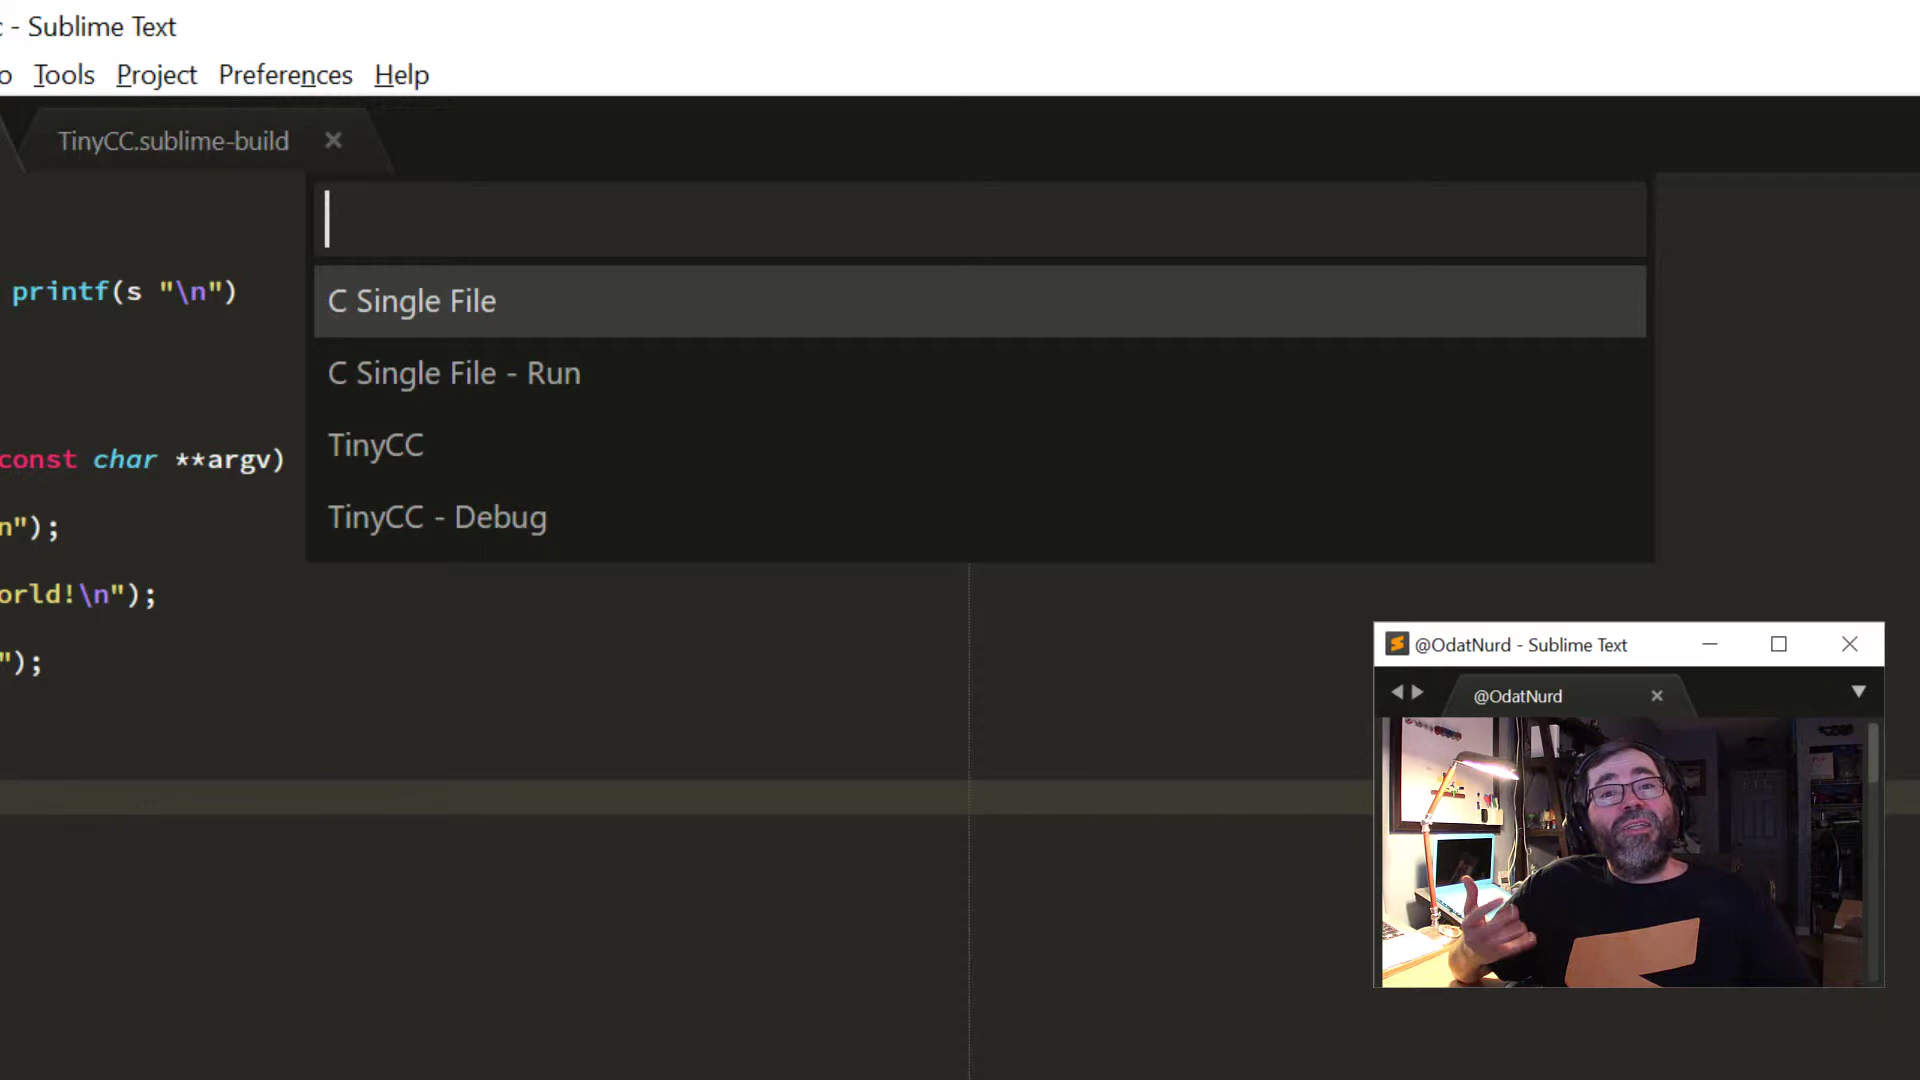 c - Sublime Text
o Tools Project Preferences Help
TinyCC.sublime-build ×
printf(s "\n")
const char **argv)
n");
orld!\n");
");
C Single File
C Single File - Run
TinyCC
TinyCC - Debug
@OdatNurd - Sublime Text
@OdatNurd ×